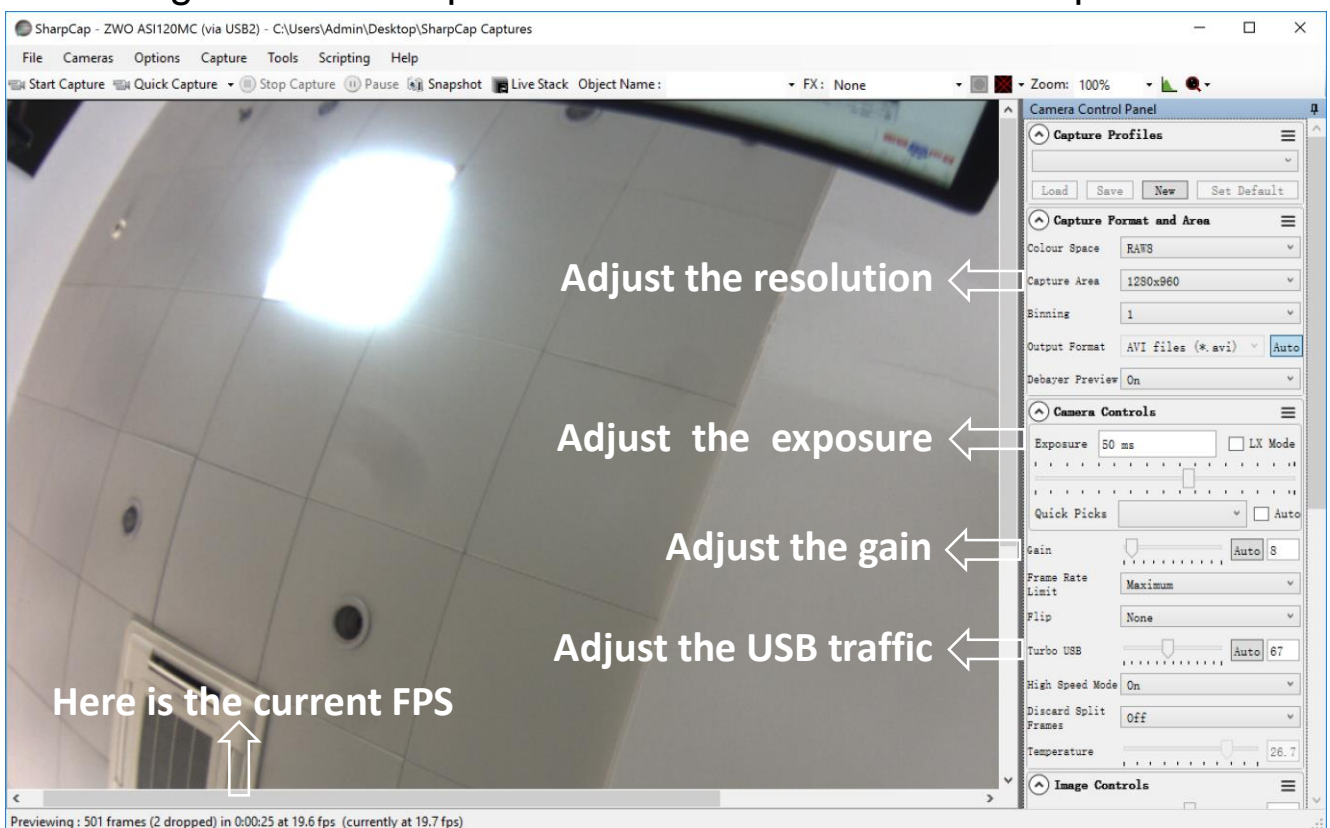 SharpCap - ZWO ASI120MC (via USB2) - C:\Users\Admin\Desktop\SharpCap Captures
File Cameras Options Capture Tools Scripting Help
Start Capture Quick Capture Stop Capture Pause Snapshot Live Stack Object Name: FX: None Zoom: 100%
Camera Control Panel
Capture Profiles
Load Save New Set Default
Capture Format and Area
Colour Space RAW8
Adjust the resolution
Capture Area 1280x960
Binning 1
Output Format AVI files (*.avi) Auto
Debayer Preview On
Camera Controls
Adjust the exposure
Exposure 50 ms LX Mode
Quick Picks Auto
Adjust the gain
Gain Auto 8
Frame Rate
Limit Maximum
Flip None
Adjust the USB traffic
Turbo USB Auto 67
High Speed Mode On
Here is the current FPS
Discard Split
Frames Off
Temperature 26.7
Image Controls
Previewing : 501 frames (2 dropped) in 0:00:25 at 19.6 fps (currently at 19.7 fps)